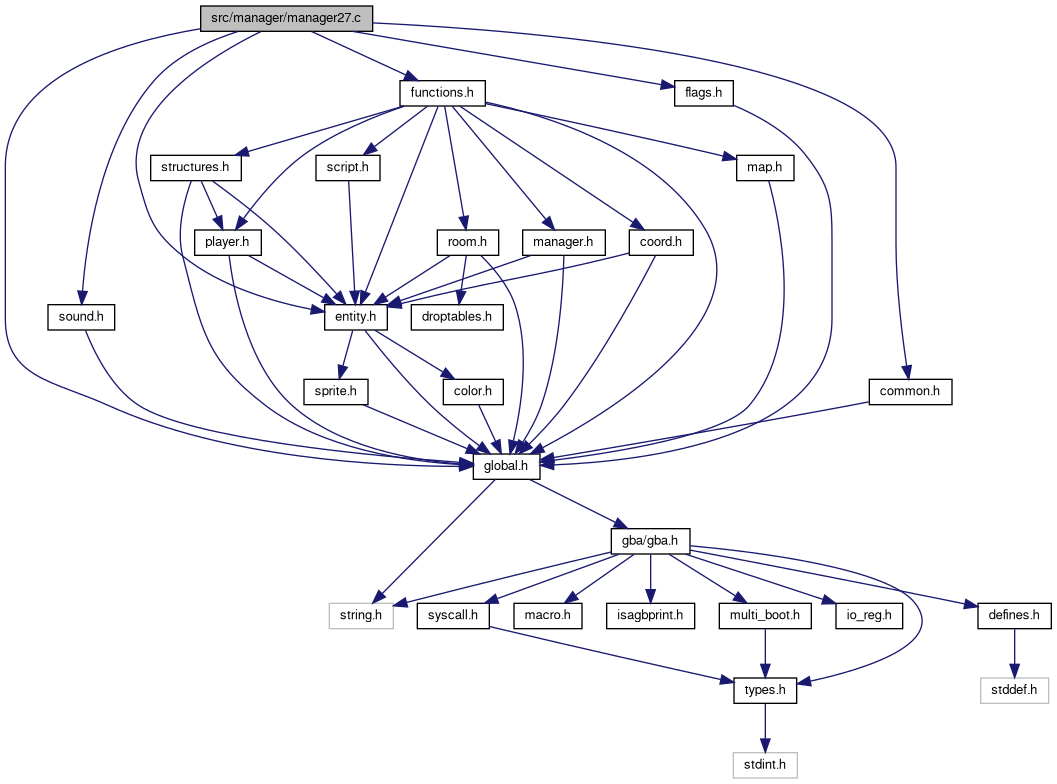 src/manager/manager27.c
functions.h
flags.h
structures.h
script.h
map.h
player.h
room.h
manager.h
coord.h
sound.h
entity.h
droptables.h
sprite.h
color.h
common.h
global.h
gba/gba.h
string.h
syscall.h
macro.h
isagbprint.h
multi_boot.h
io_reg.h
defines.h
types.h
stddef.h
stdint.h